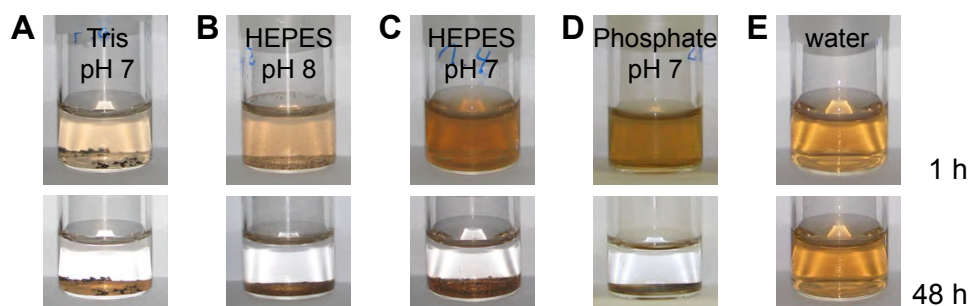 A Tris pH 7
B HEPES pH 8
C HEPES pH 7
D Phosphate pH 7
E water
1 h
48 h